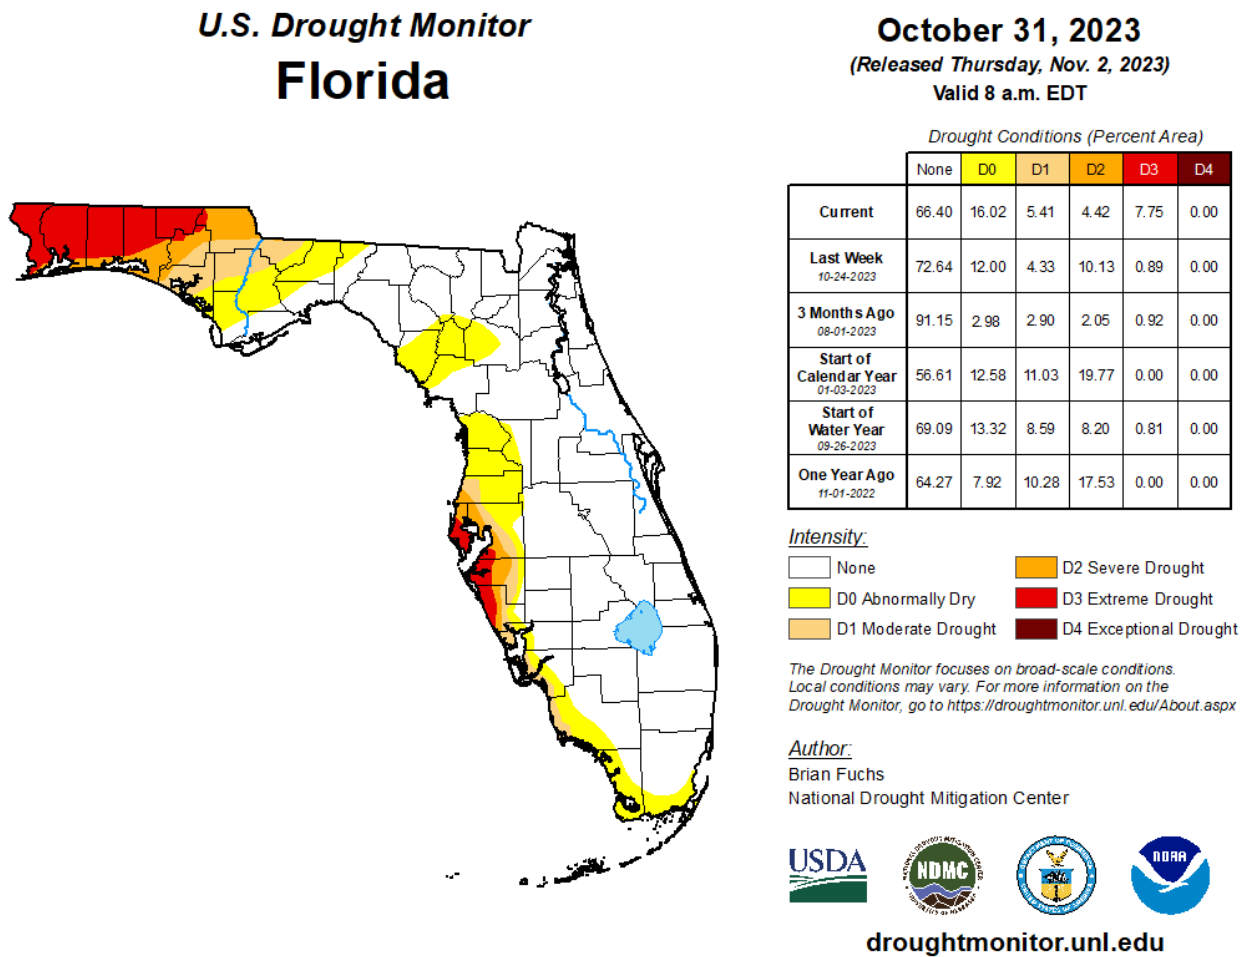 U.S. Drought Monitor
Florida
October 31, 2023
(Released Thursday, Nov. 2, 2023)
Valid 8 a.m. EDT
Drought Conditions (Percent Area)
None D0 D1 D2 D3 D4
Current 66.40 16.02 5.41 4.42 7.75 0.00
Last Week 72.64 12.00 4.33 10.13 0.89 0.00
10-24-2023
3 Months Ago 91.15 2.98 2.90 2.05 0.92 0.00
08-01-2023
Start of
Calendar Year 56.61 12.58 11.03 19.77 0.00 0.00
01-03-2023
Start of
Water Year 69.09 13.32 8.59 8.20 0.81 0.00
09-26-2023
One Year Ago 64.27 7.92 10.28 17.53 0.00 0.00
11-01-2022
Intensity:
None
D0 Abnormally Dry
D1 Moderate Drought
D2 Severe Drought
D3 Extreme Drought
D4 Exceptional Drought
The Drought Monitor focuses on broad-scale conditions.
Local conditions may vary. For more information on the
Drought Monitor, go to https://droughtmonitor.unl.edu/About.aspx
Author:
Brian Fuchs
National Drought Mitigation Center
USDA
NDMC
NOAA
droughtmonitor.unl.edu